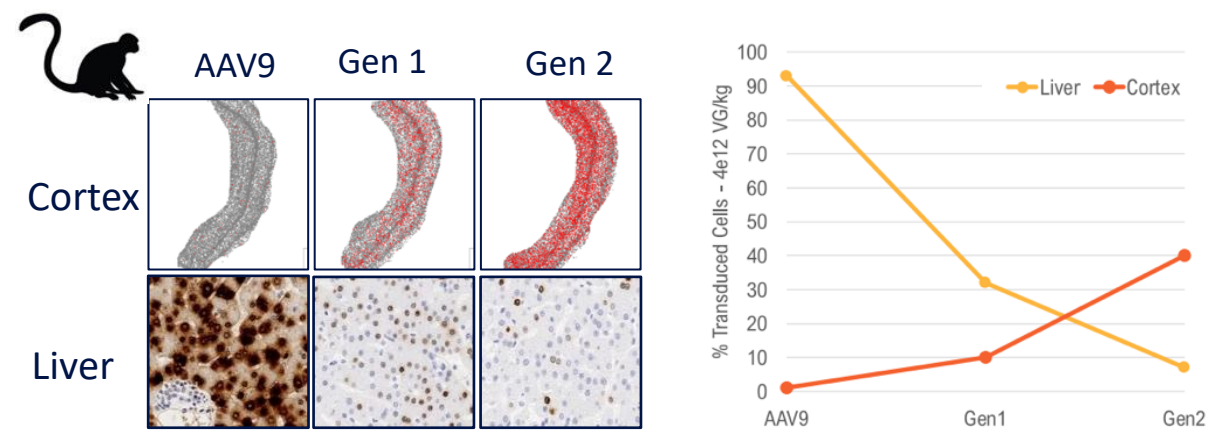 AAV9 Gen 1 Gen 2
Cortex
Liver
% Transduced Cells - 4e12 VG/kg
100
90
80
70
60
50
40
30
20
10
0
Liver Cortex
AAV9 Gen1 Gen2